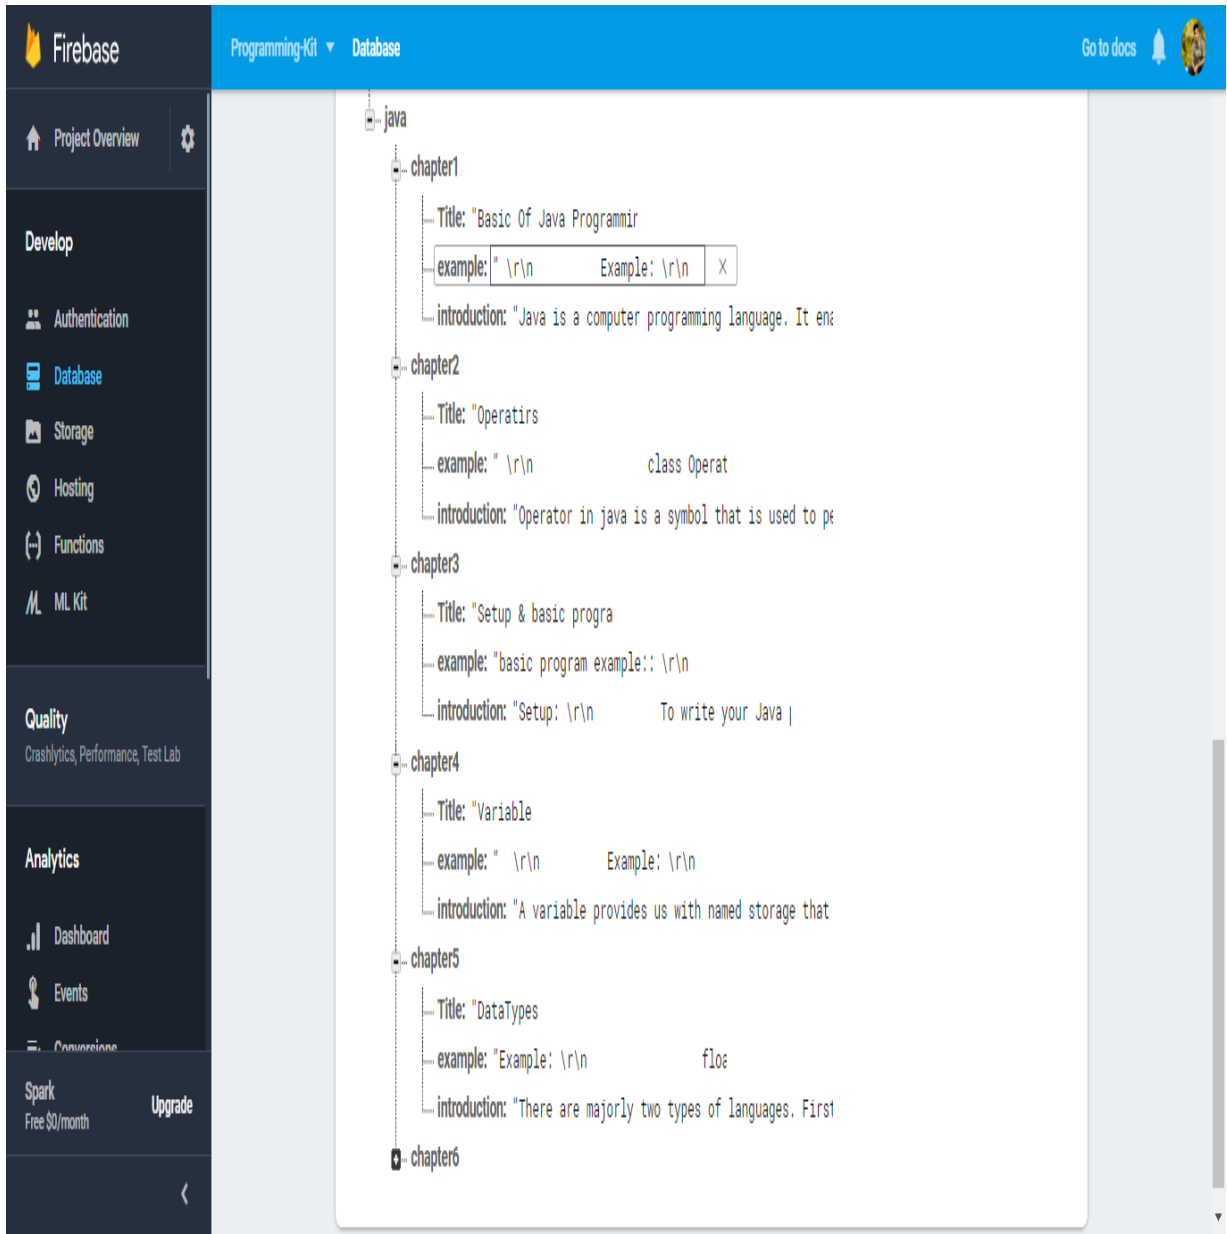 Firebase
Programming-Kit Database Go to docs
Project Overview
Develop
Authentication
Database
Storage
Hosting
Functions
ML Kit
Quality
Crashlytics, Performance, Test Lab
Analytics
Dashboard
Events
Conversions
Spark
Free $0/month
Upgrade
java
chapter1
Title: "Basic Of Java Programmir
example: " \r\n Example: \r\n ×
introduction: "Java is a computer programming language. It ena
chapter2
Title: "Operatirs
example: " \r\n class Operat
introduction: "Operator in java is a symbol that is used to pe
chapter3
Title: "Setup & basic progra
example: "basic program example:: \r\n
introduction: "Setup: \r\n To write your Java
chapter4
Title: "Variable
example: " \r\n Example: \r\n
introduction: "A variable provides us with named storage that
chapter5
Title: "DataTypes
example: "Example: \r\n floa
introduction: "There are majorly two types of languages. First
chapter6